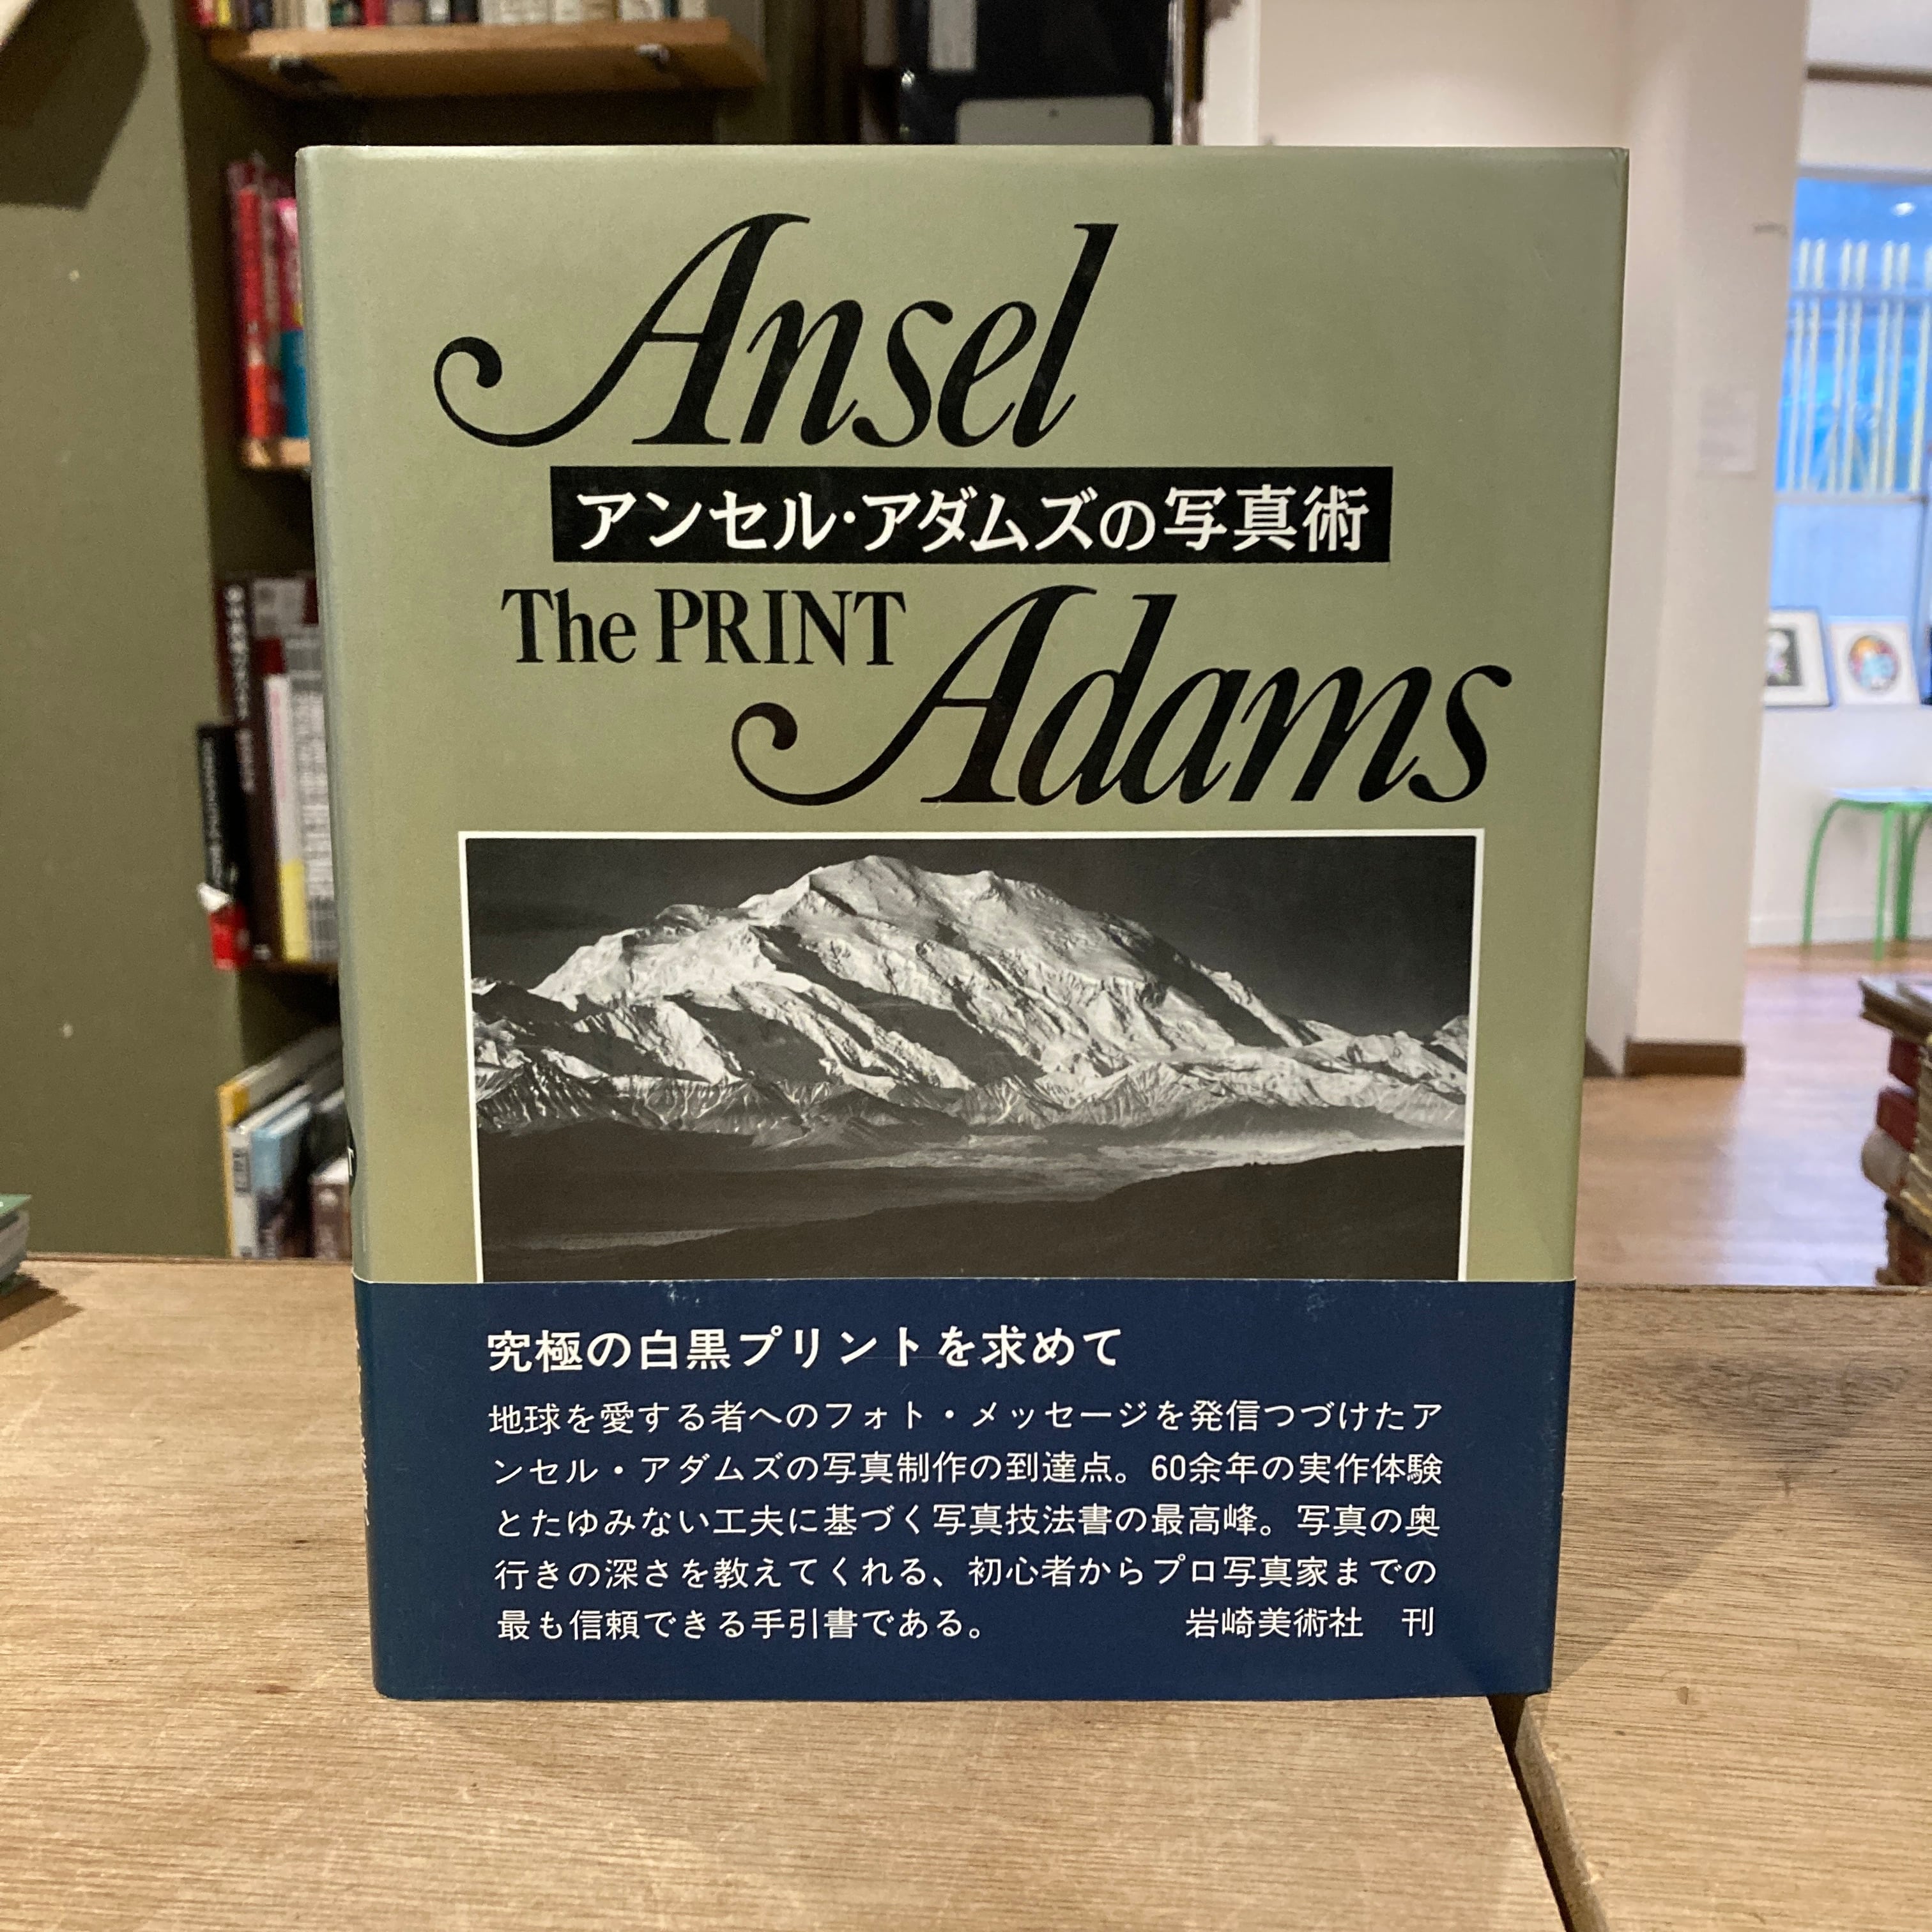 Ansel
アンセル・アダムズの写真術
The PRINT
Adams
究極の白黒プリントを求めて
地球を愛する者へのフォト・メッセージを発信つづけたア
ンセル・アダムズの写真制作の到達点。60余年の実作体験
とたゆみない工夫に基づく写真技法書の最高峰。写真の奥
行きの深さを教えてくれる、初心者からプロ写真家までの
最も信頼できる手引書である。 岩崎美術社 刊